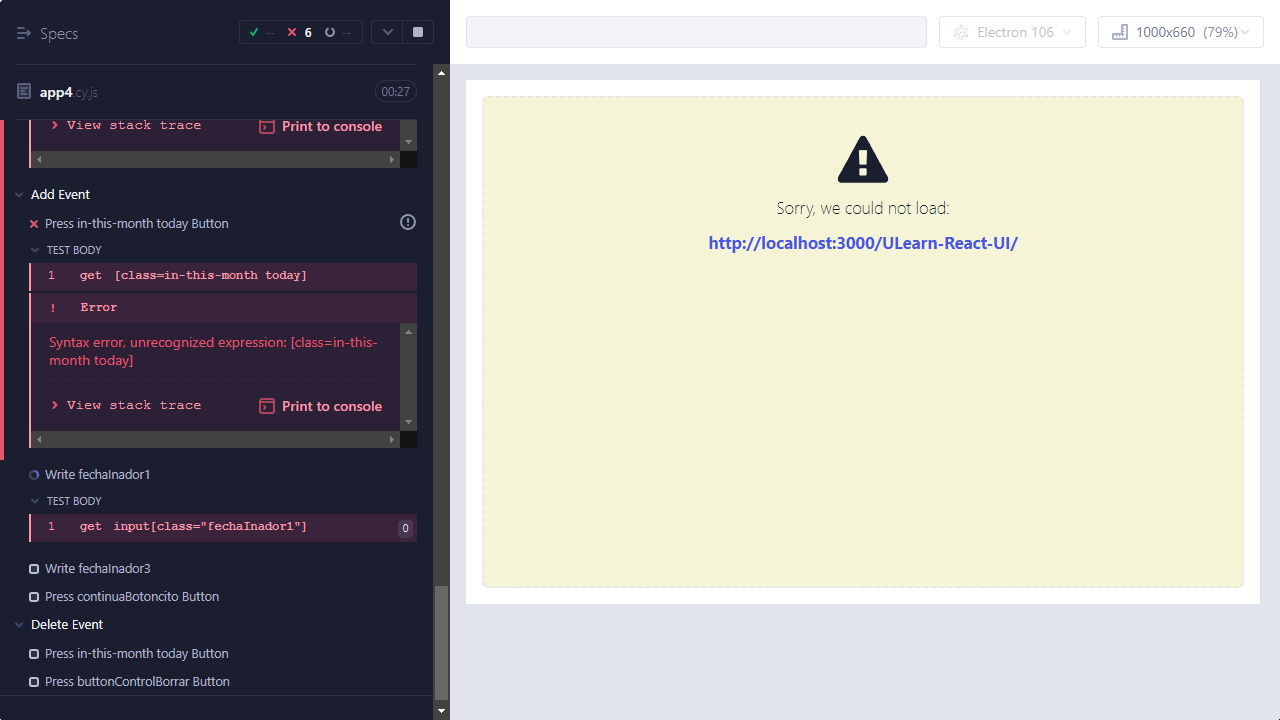 Specs
-- 6 --
app4.cy.js
00:27
View stack trace
Print to console
Add Event
Press in-this-month today Button
TEST BODY
1 get [class=in-this-month today]
! Error
Syntax error, unrecognized expression: [class=in-this-
month today]
View stack trace
Print to console
Write fechaInador1
TEST BODY
1 get input[class="fechaInador1"] 0
Write fechaInador3
Press continuaBotoncito Button
Delete Event
Press in-this-month today Button
Press buttonControlBorrar Button
Electron 106
1000x660 (79%)
Sorry, we could not load:
http://localhost:3000/ULearn-React-UI/